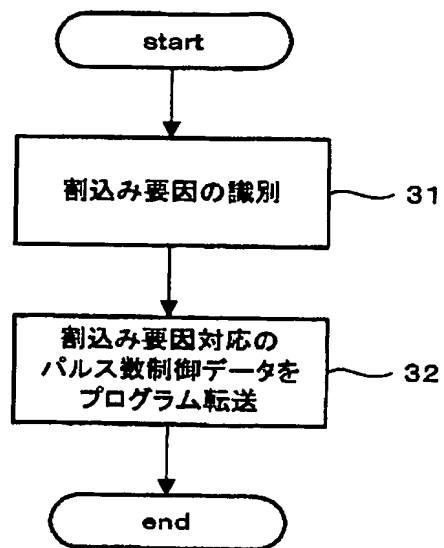 start
割込み要因の識別
31
割込み要因対応の
パルス数制御データを
プログラム転送
32
end